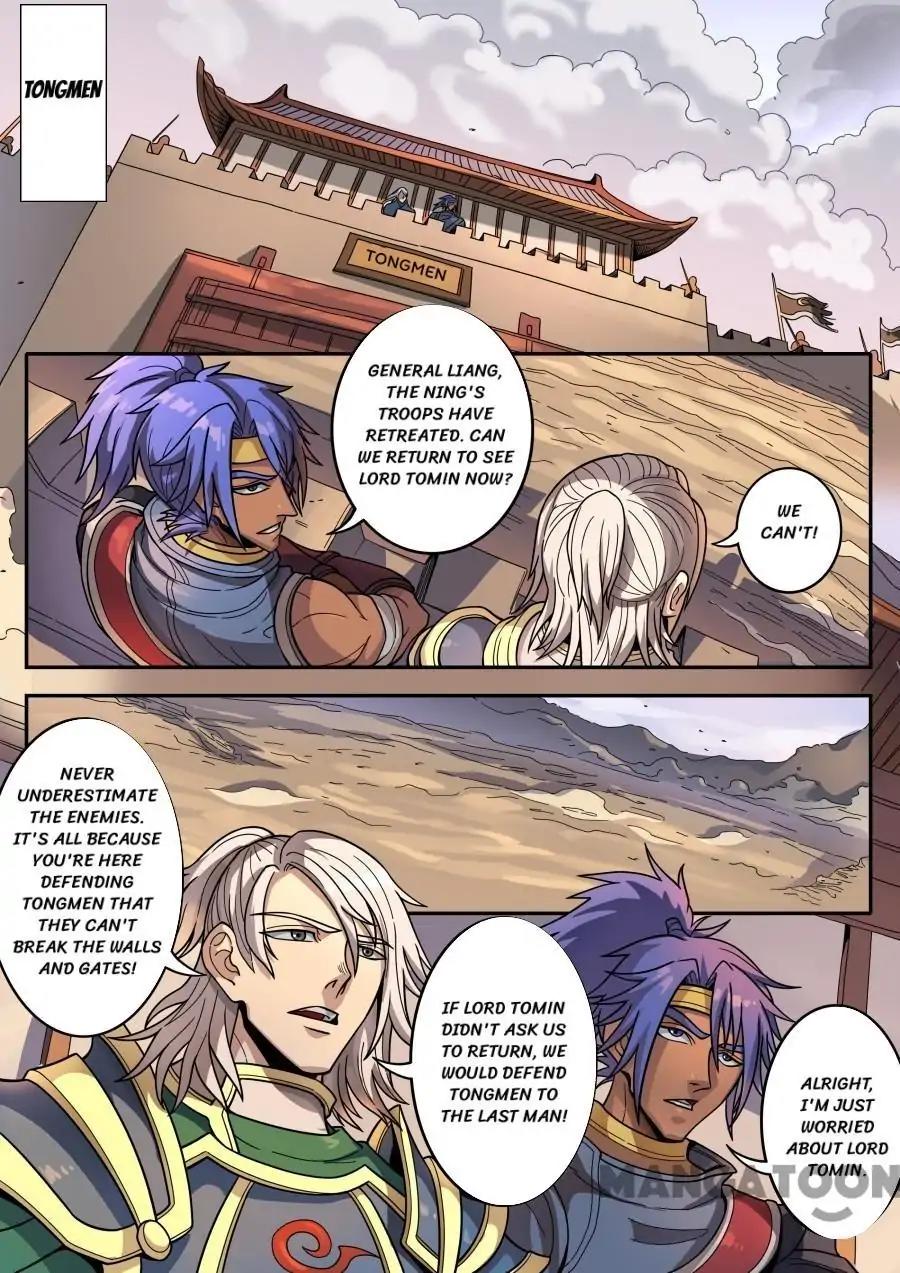 TONGMEN
TONGMEN
GENERAL LIANG,
THE NING'S
TROOPS HAVE
RETREATED. CAN
WE RETURN TO SEE
LORD TOMIN NOW?
WE
CAN'T!
NEVER
UNDERESTIMATE
THE ENEMIES.
IT'S ALL BECAUSE
YOU'RE HERE
DEFENDING
TONGMEN THAT
THEY CAN'T
BREAK THE WALLS
AND GATES!
IF LORD TOMIN
DIDN'T ASK US
TO RETURN, WE
WOULD DEFEND
TONGMEN TO
THE LAST MAN!
ALRIGHT,
I'M JUST
WORRIED
ABOUT LORD
TOMIN.
MANGATOON